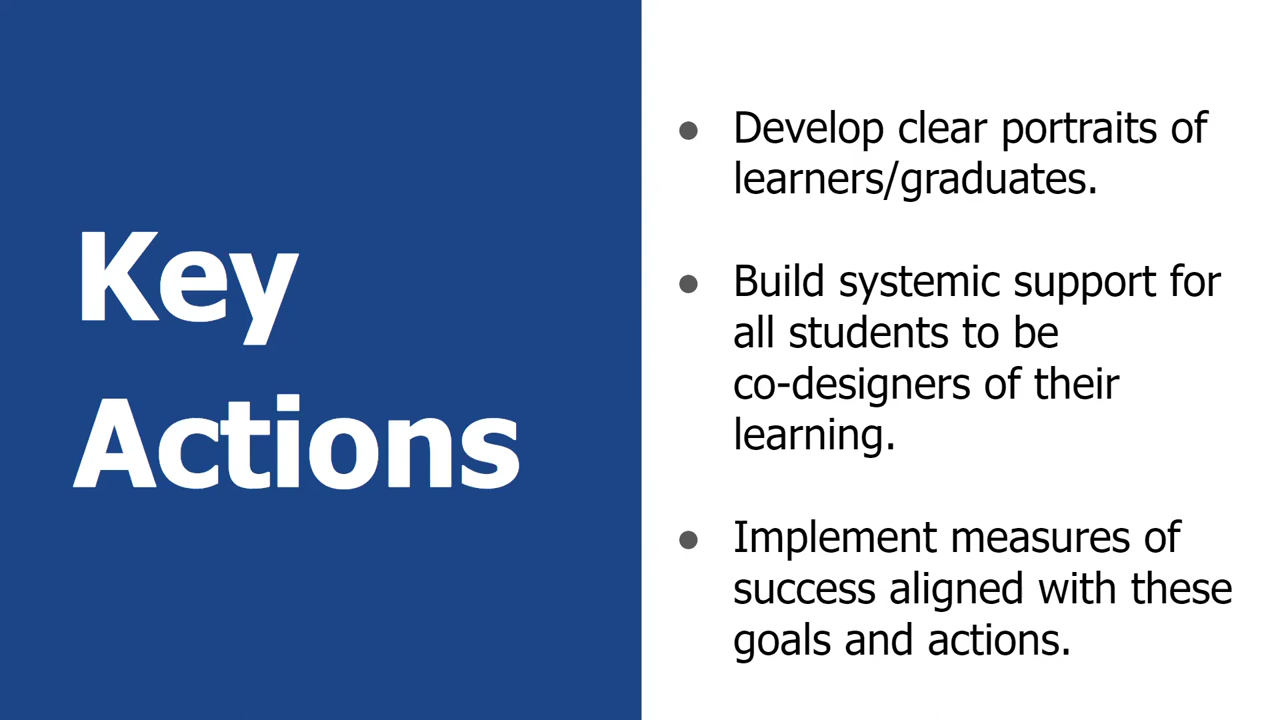 Key
Actions
● Develop clear portraits of
learners/graduates.
● Build systemic support for
all students to be
co-designers of their
learning.
● Implement measures of
success aligned with these
goals and actions.